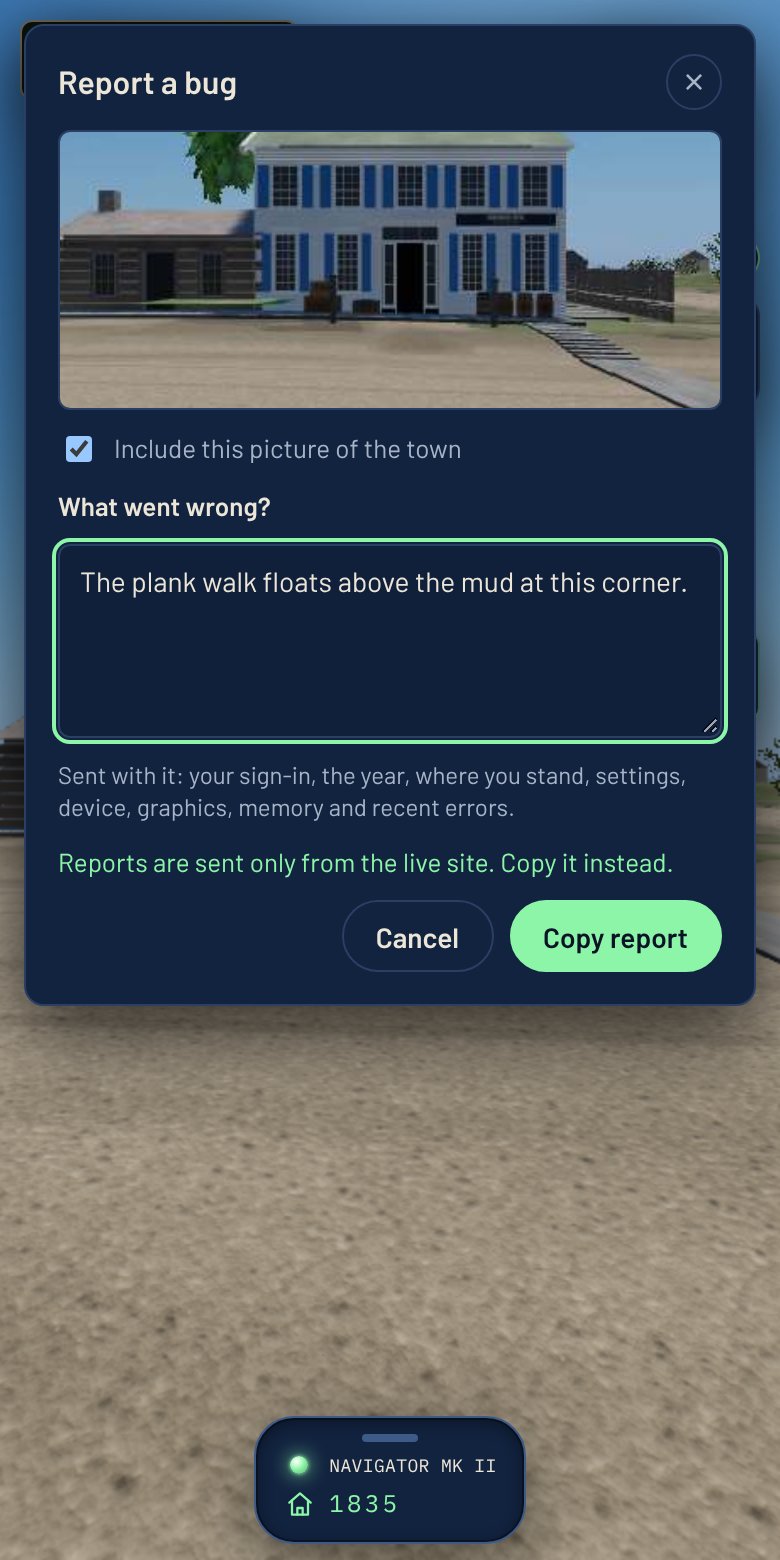 Report a bug
Include this picture of the town
What went wrong?
The plank walk floats above the mud at this corner.
Sent with it: your sign-in, the year, where you stand, settings,
device, graphics, memory and recent errors.
Reports are sent only from the live site. Copy it instead.
Cancel
Copy report
NAVIGATOR MK II
1835